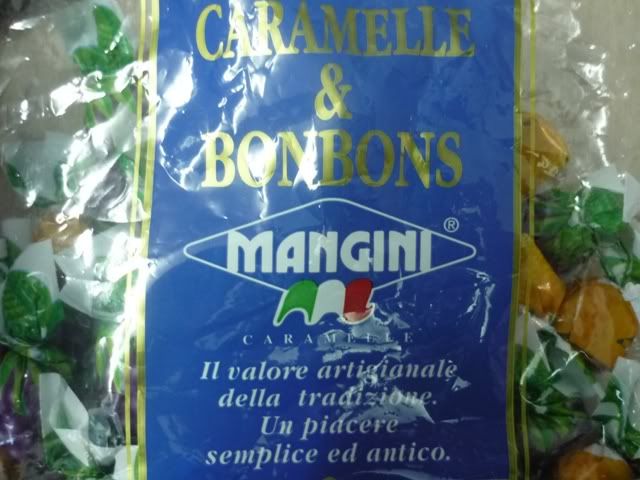 CARAMELLE
&
BONBONS
MANGINI®
CARAMELLE
Il valore artigianale
della tradizione.
Un piacere
semplice ed antico.